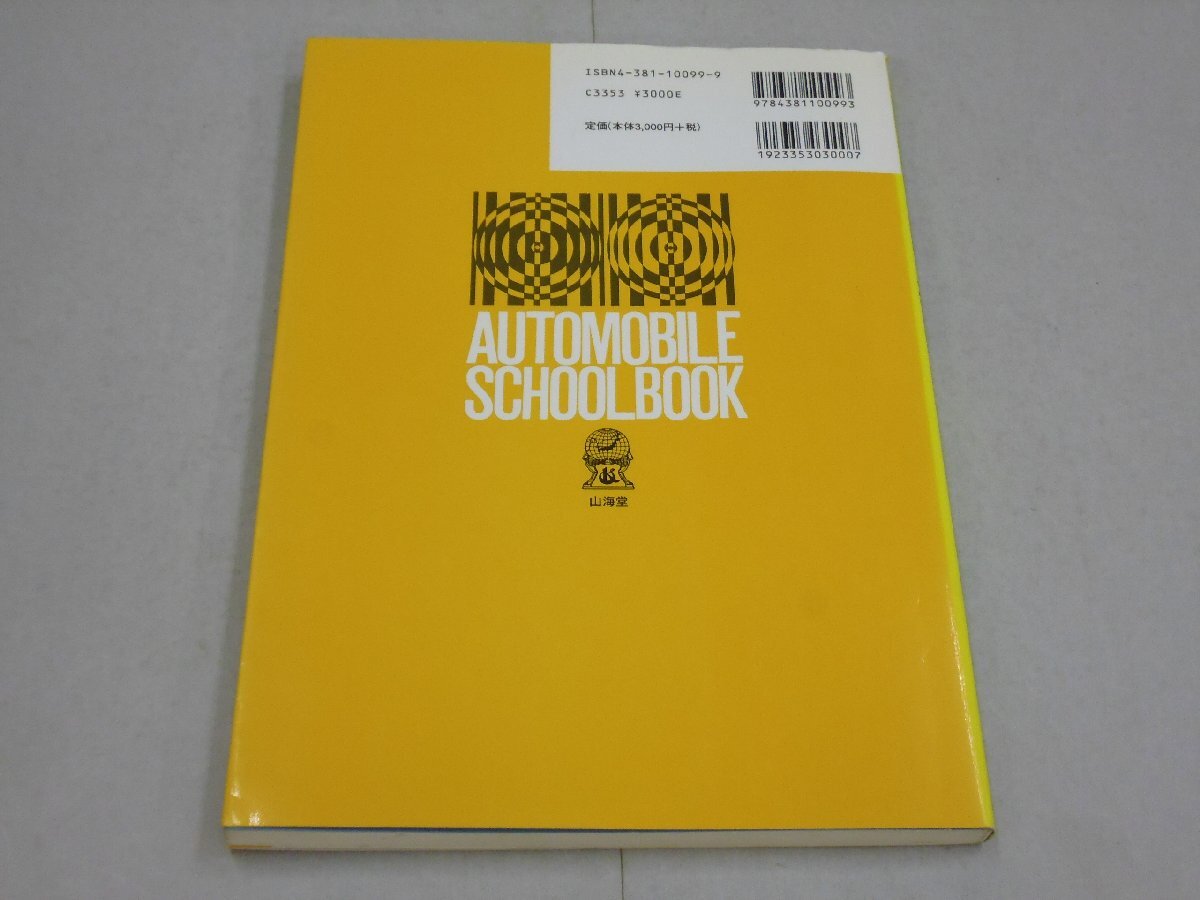 ISBN4-381-10099-9
C3353 ¥3000E
定価(本体3,000円+税)
9784381100993
1923353030007
AUTOMOBILE
SCHOOLBOOK
山海堂